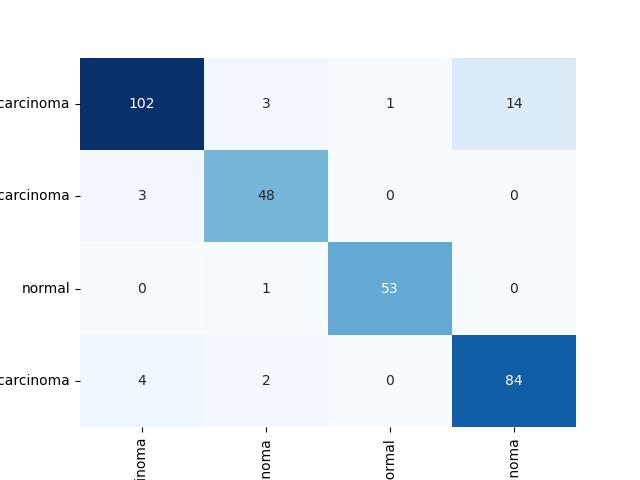 carcinoma 102 3 1 14
carcinoma 3 48 0 0
normal 0 1 53 0
carcinoma 4 2 0 84
inoma noma ormal noma